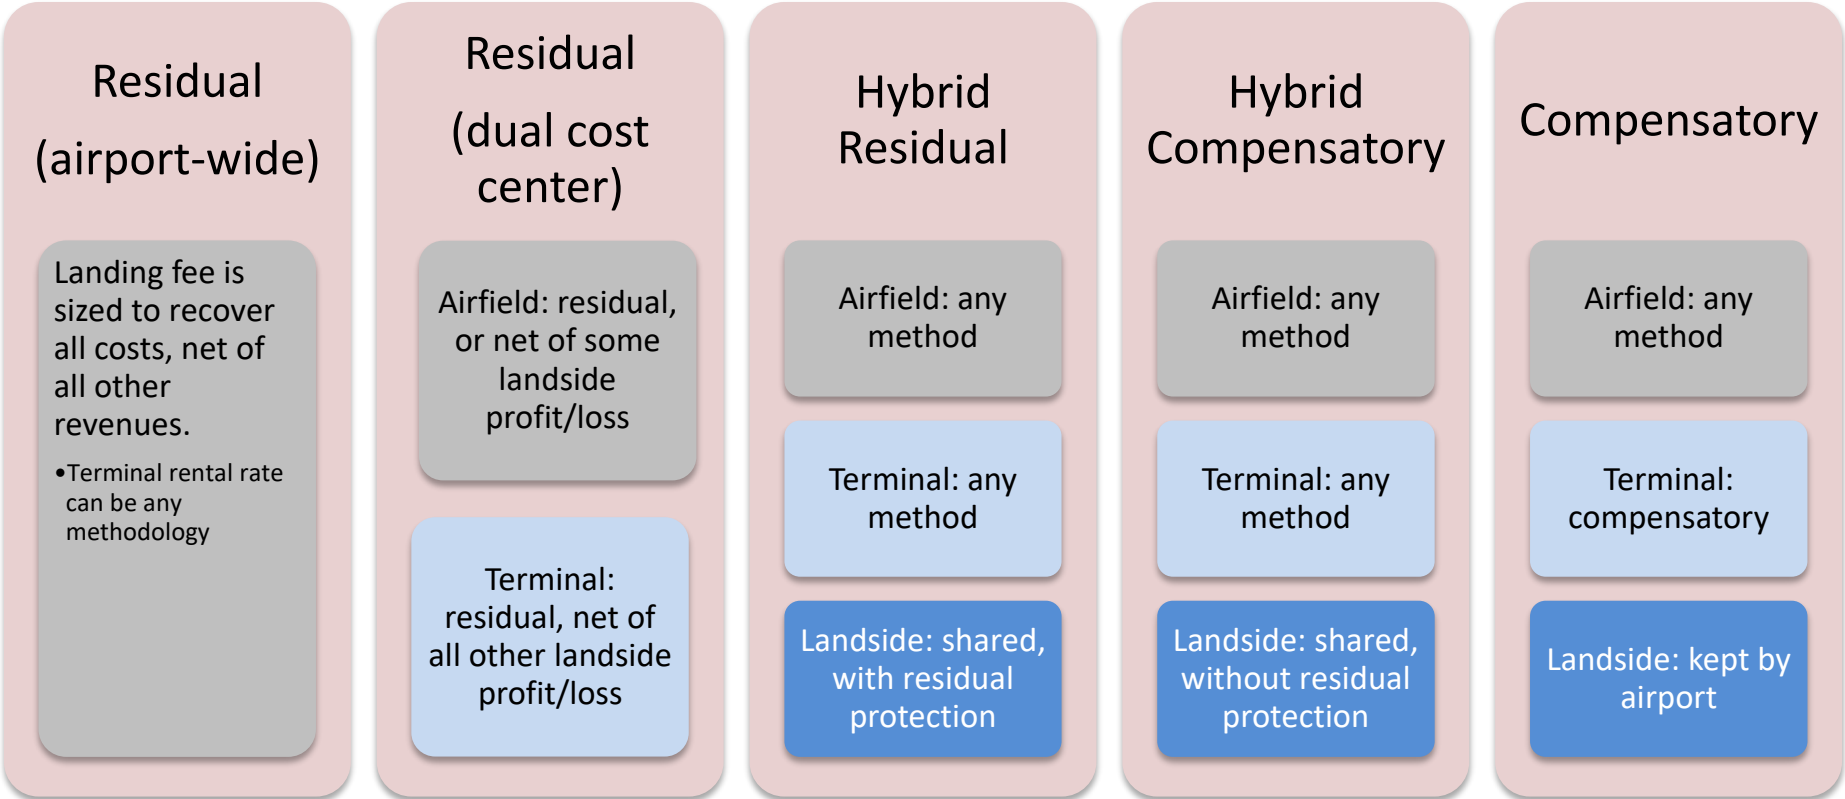 Residual
(airport-wide)
Landing fee is
sized to recover
all costs, net of
all other
revenues.
•Terminal rental rate
can be any
methodology
Residual
(dual cost
center)
Airfield: residual,
or net of some
landside
profit/loss
Terminal:
residual, net of
all other landside
profit/loss
Hybrid
Residual
Airfield: any
method
Terminal: any
method
Landside: shared,
with residual
protection
Hybrid
Compensatory
Airfield: any
method
Terminal: any
method
Landside: shared,
without residual
protection
Compensatory
Airfield: any
method
Terminal:
compensatory
Landside: kept by
airport